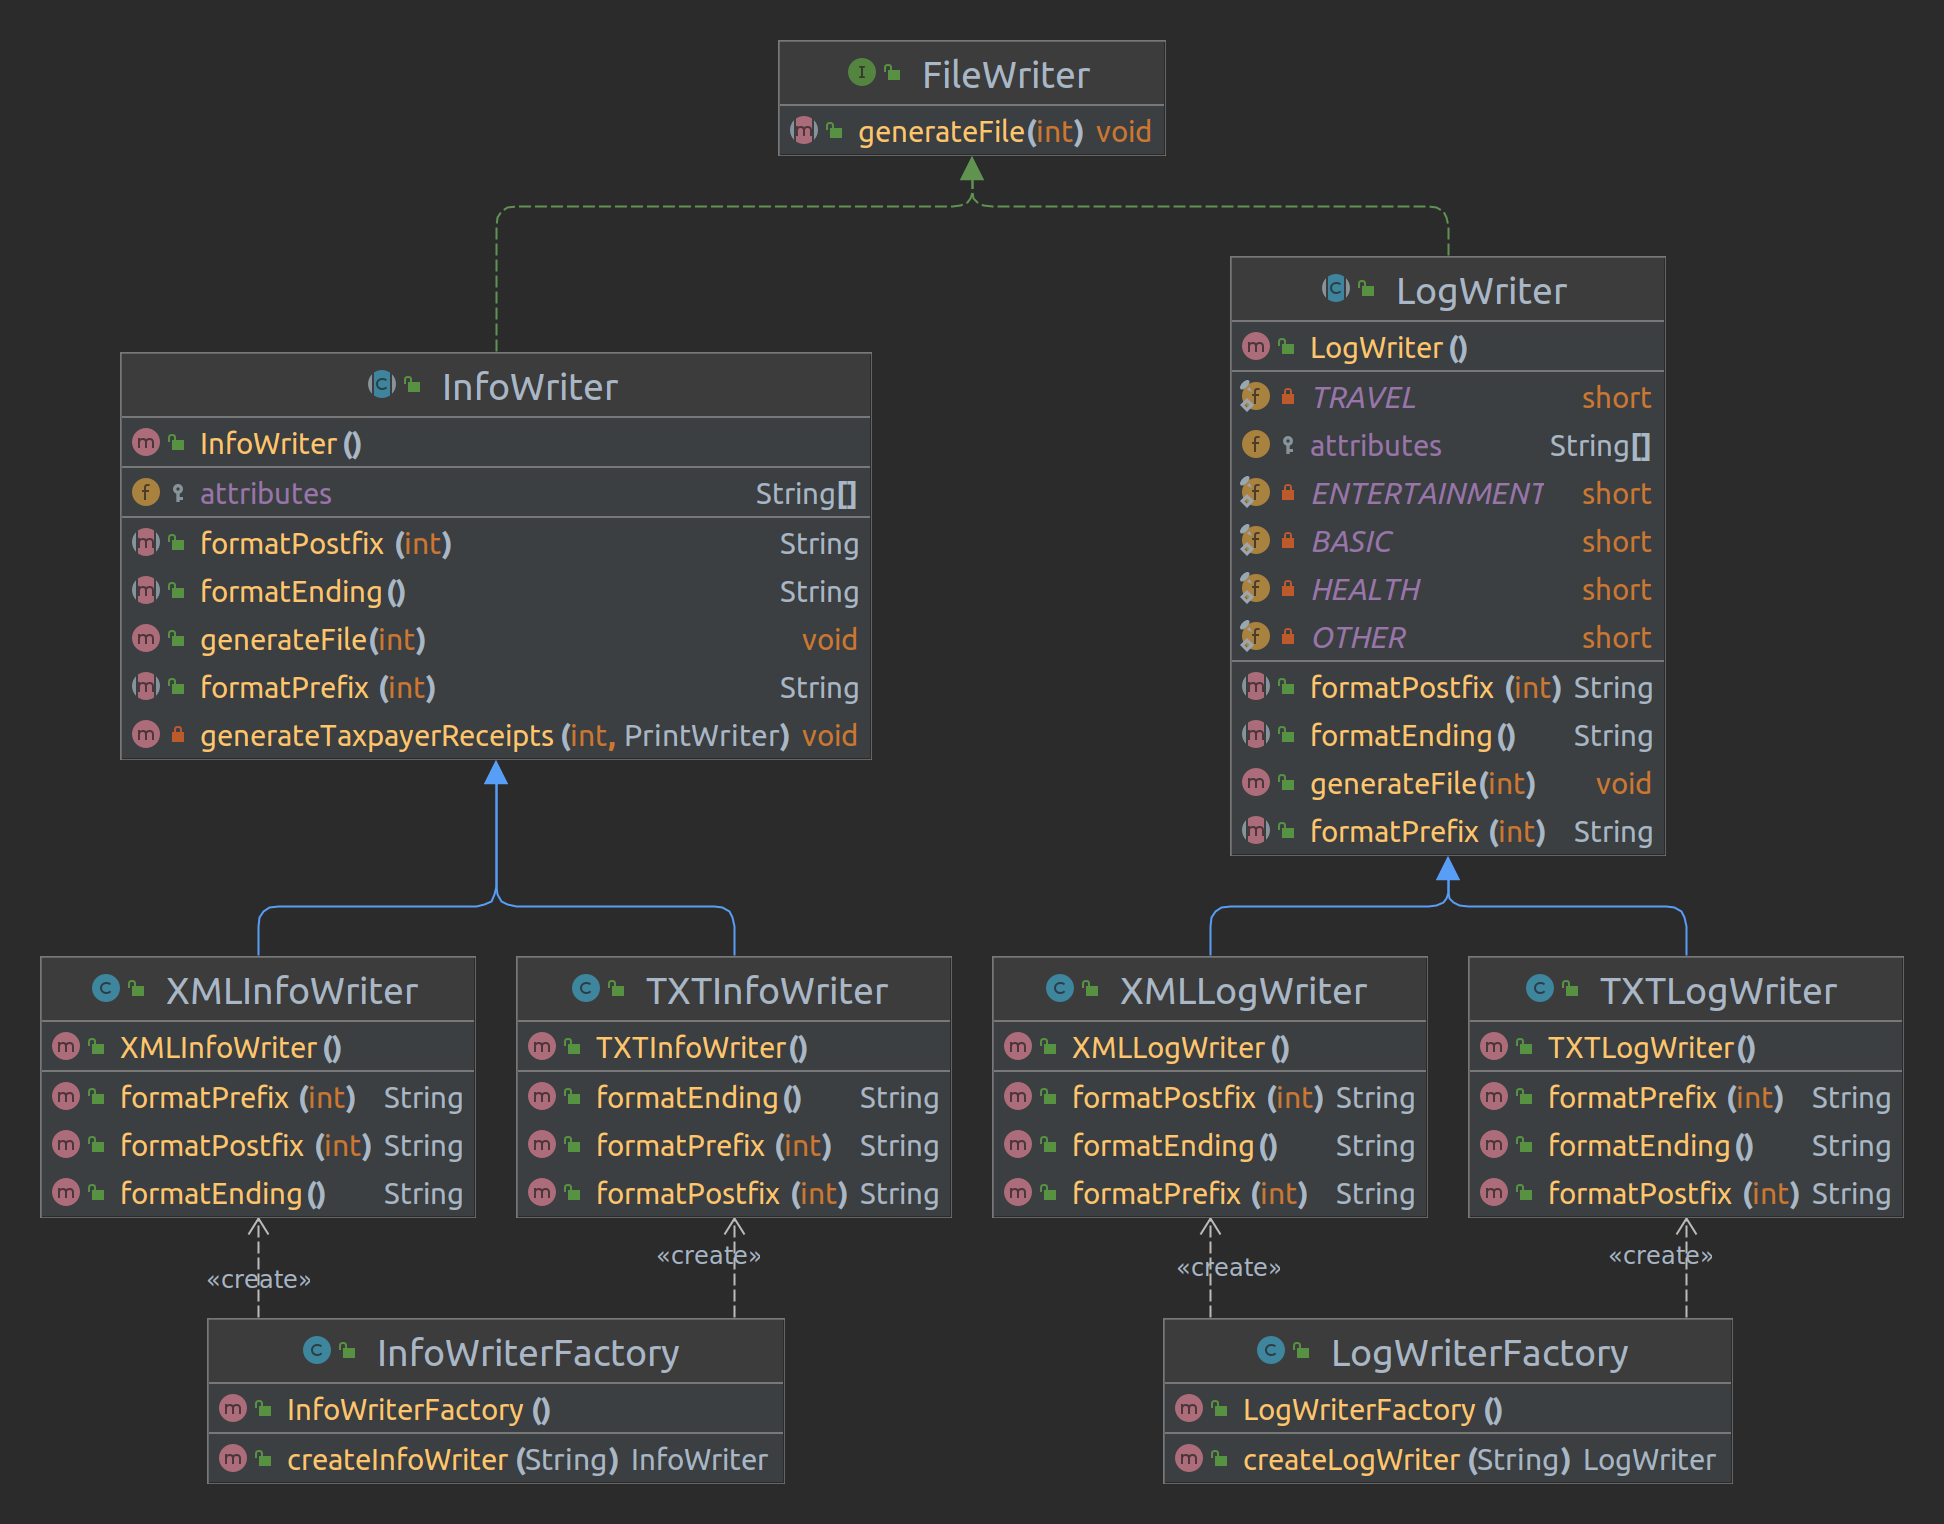 FileWriter
generateFile(int) void
InfoWriter
InfoWriter()
attributes String[]
formatPostfix(int) String
formatEnding() String
generateFile(int) void
formatPrefix(int) String
generateTaxpayerReceipts(int, PrintWriter) void
LogWriter
LogWriter()
TRAVEL short
attributes String[]
ENTERTAINMENT short
BASIC short
HEALTH short
OTHER short
formatPostfix(int) String
formatEnding() String
generateFile(int) void
formatPrefix(int) String
XMLInfoWriter
XMLInfoWriter()
formatPrefix(int) String
formatPostfix(int) String
formatEnding() String
TXTInfoWriter
TXTInfoWriter()
formatEnding() String
formatPrefix(int) String
formatPostfix(int) String
XMLLogWriter
XMLLogWriter()
formatPostfix(int) String
formatEnding() String
formatPrefix(int) String
TXTLogWriter
TXTLogWriter()
formatPrefix(int) String
formatEnding() String
formatPostfix(int) String
«create»
«create»
«create»
«create»
InfoWriterFactory
InfoWriterFactory()
createInfoWriter(String) InfoWriter
LogWriterFactory
LogWriterFactory()
createLogWriter(String) LogWriter